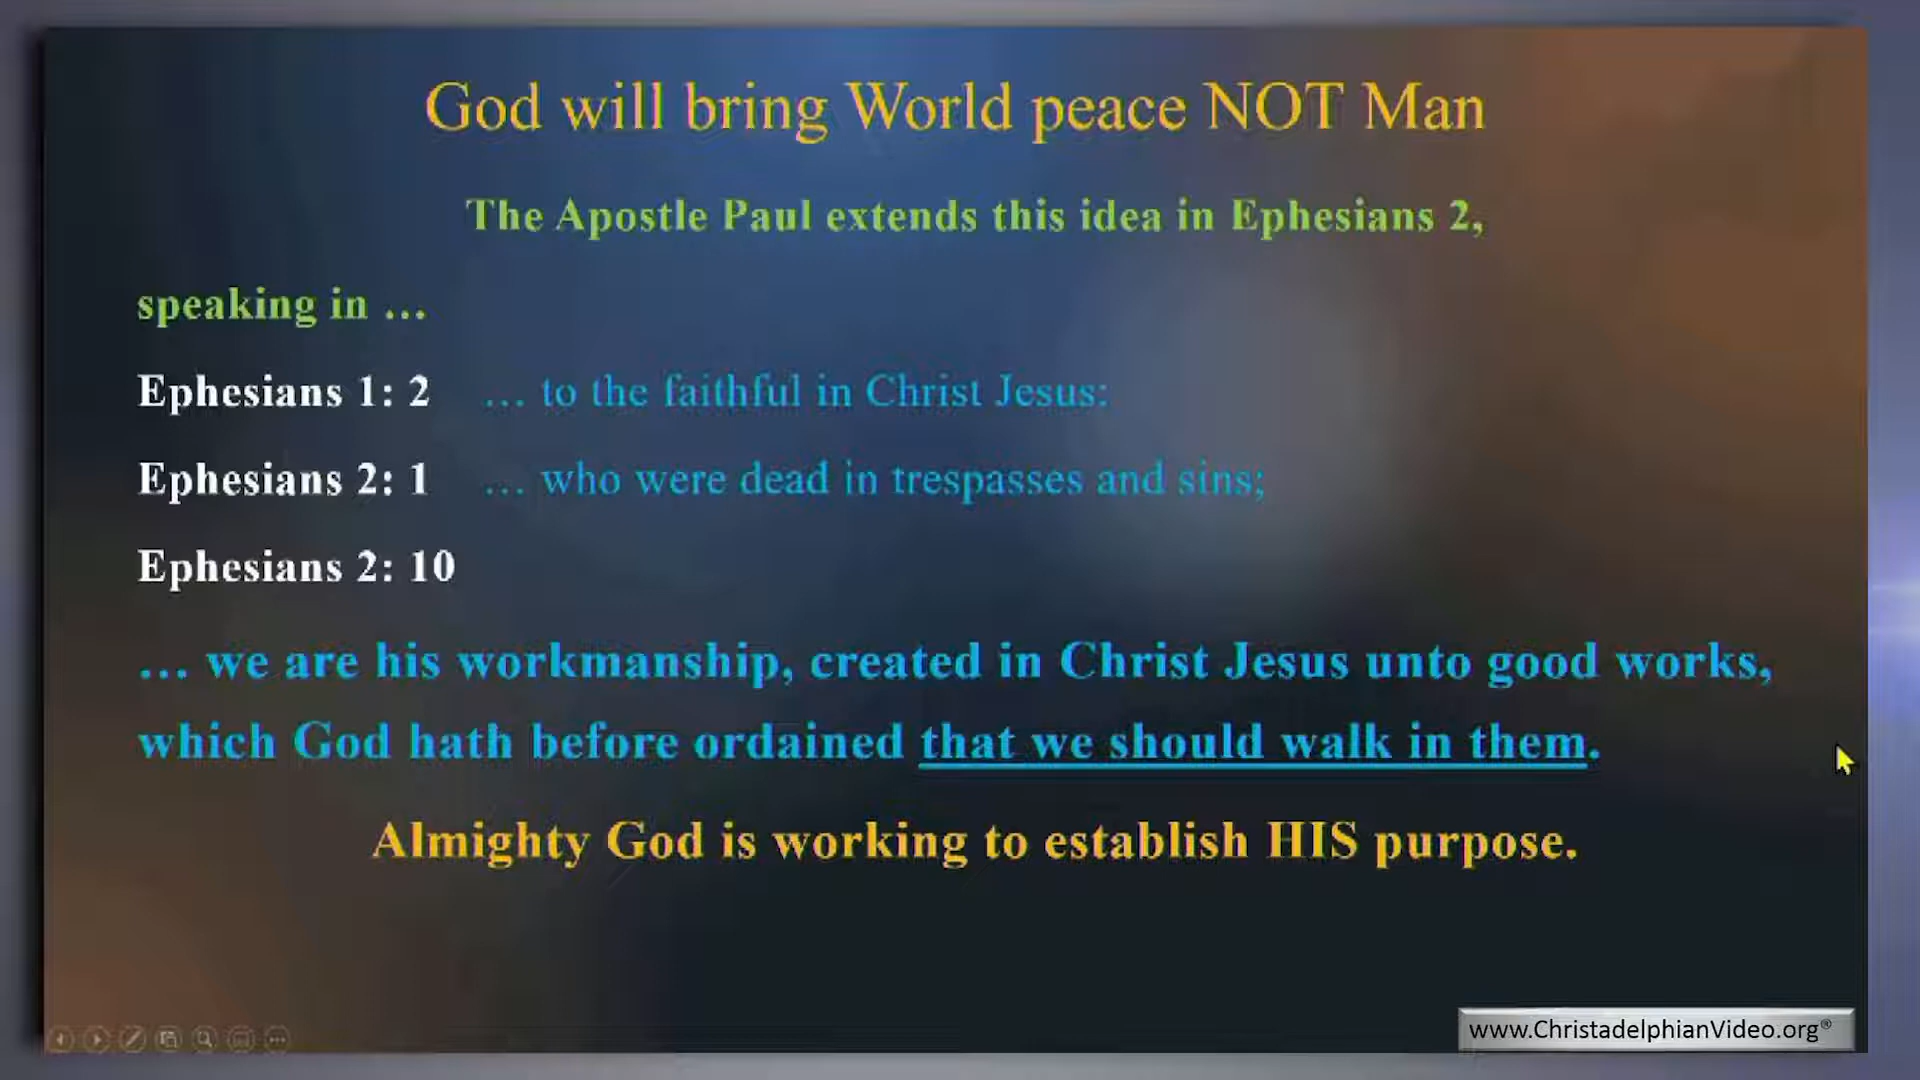 God will bring World peace NOT Man
The Apostle Paul extends this idea in Ephesians 2,
speaking in ...
Ephesians 1: 2 ... to the faithful in Christ Jesus:
Ephesians 2: 1 ... who were dead in trespasses and sins;
Ephesians 2: 10
... we are his workmanship, created in Christ Jesus unto good works,
which God hath before ordained that we should walk in them.
Almighty God is working to establish HIS purpose.
www.ChristadelphianVideo.org®